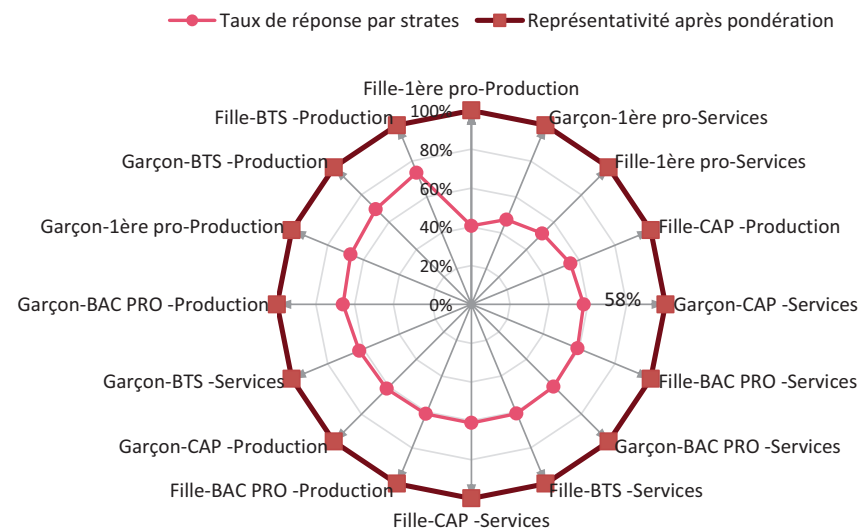 Taux de réponse par strates
Représentativité après pondération
Fille-1ère pro-Production
Garçon-1ère pro-Services
Fille-1ère pro-Services
Fille-CAP -Production
Garçon-CAP -Services
Fille-BAC PRO -Services
Garçon-BAC PRO -Services
Fille-BTS -Services
Fille-CAP -Services
Fille-BAC PRO -Production
Garçon-CAP -Production
Garçon-BTS -Services
Garçon-BAC PRO -Production
Garçon-1ère pro-Production
Garçon-BTS -Production
Fille-BTS -Production
100%
80%
60%
40%
20%
0%
58%